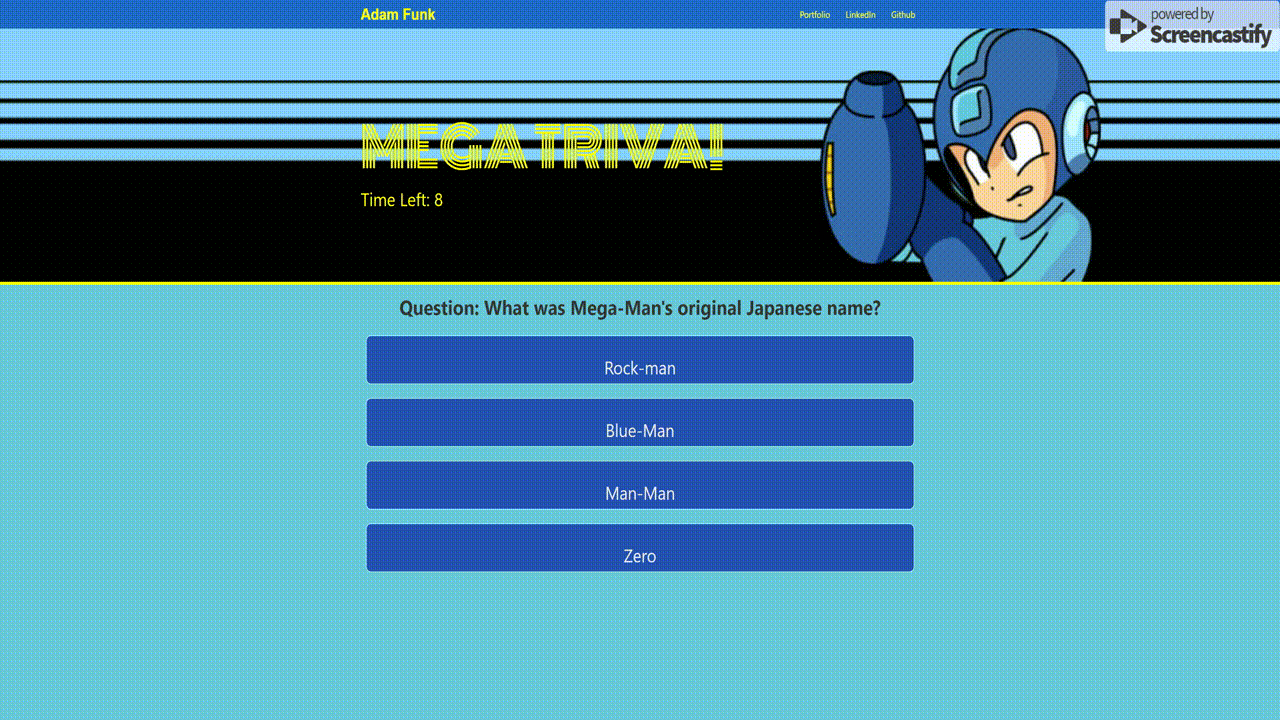 Adam Funk
Portfolio LinkedIn Github
powered by
Screencastify
MEGA TRIVA!
Time Left: 8
Question: What was Mega-Man's original Japanese name?
Rock-man
Blue-Man
Man-Man
Zero